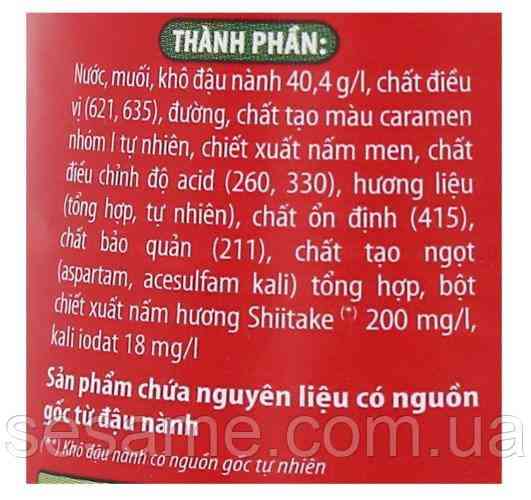 THÀNH PHẦN:
Nước, muối, khô đậu nành 40,4 g/l, chất điều
vị (621, 635), đường, chất tạo màu caramen
nhóm I tự nhiên, chiết xuất nấm men, chất
điều chỉnh độ acid (260, 330), hương liệu
(tổng hợp, tự nhiên), chất ổn định (415),
chất bảo quản (211), chất tạo ngọt
(aspartam, acesulfam kali) tổng hợp, bột
chiết xuất nấm hương Shiitake (*) 200 mg/l,
kali iodat 18 mg/l
Sản phẩm chứa nguyên liệu có nguồn
gốc từ đậu nành
(**) Khô đậu nành có nguồn gốc tự nhiên
sesame.com.ua